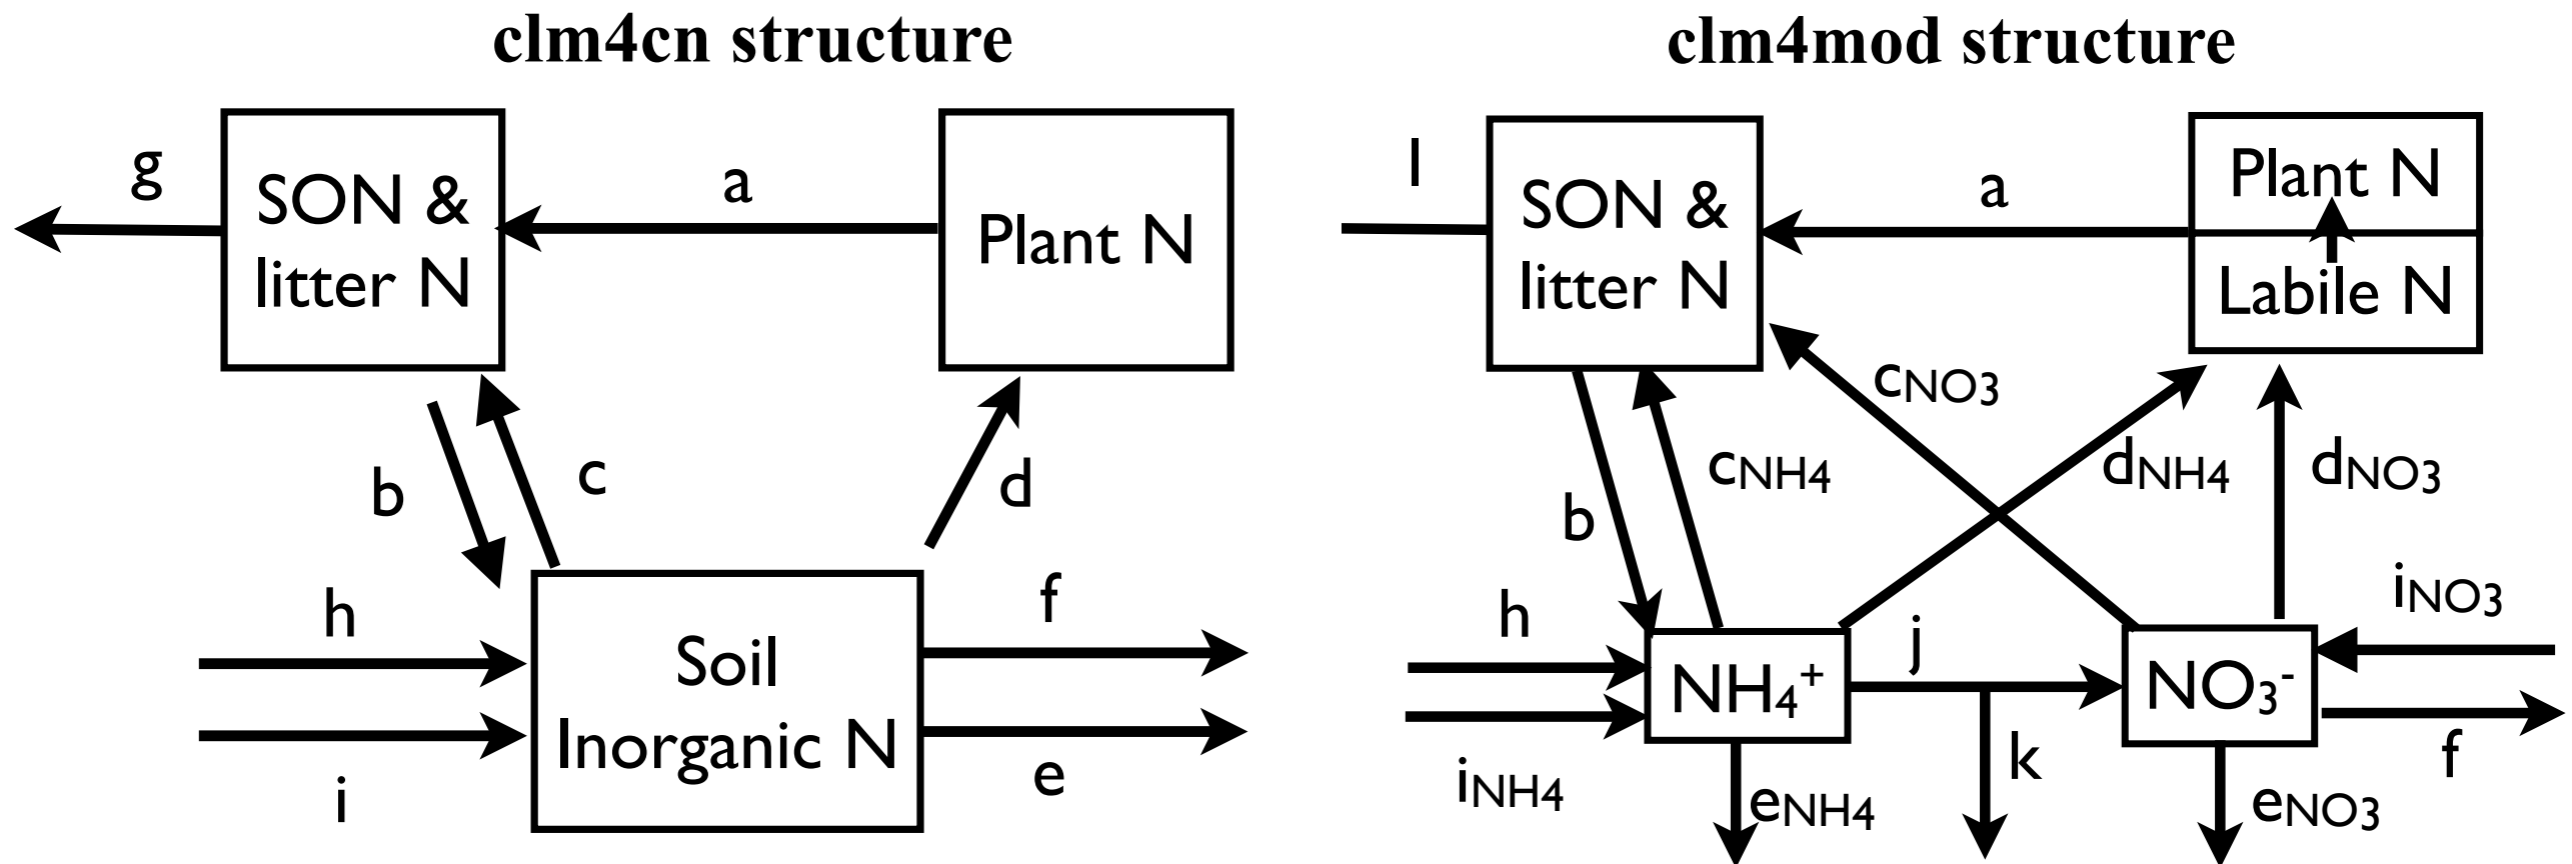 clm4cn structure
g
SON &
litter N
a
Plant N
b
c
d
h
i
Soil
Inorganic N
f
e
clm4mod structure
l
SON &
litter N
a
Plant N
Labile N
cNO3
cNH4
dNH4
dNO3
b
h
iNH4
NH4+
j
k
NO3-
iNO3
f
eNH4
eNO3